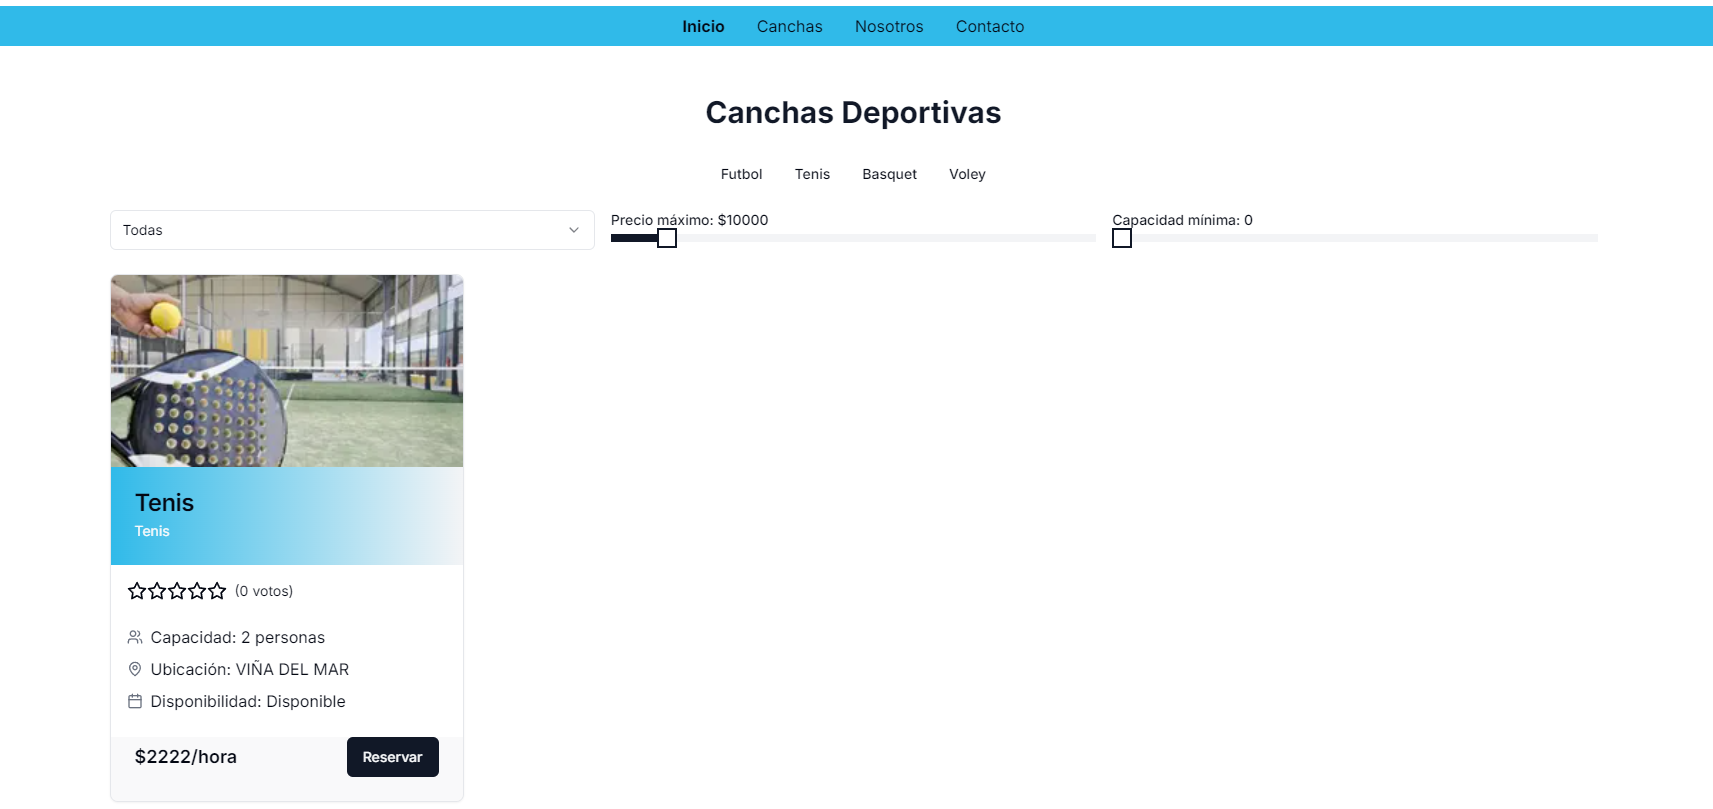 Inicio Canchas Nosotros Contacto
Canchas Deportivas
Futbol Tenis Basquet Voley
Todas Precio máximo: $10000 Capacidad mínima: 0
Tenis
Tenis
(0 votos)
Capacidad: 2 personas
Ubicación: VIÑA DEL MAR
Disponibilidad: Disponible
$2222/hora Reservar